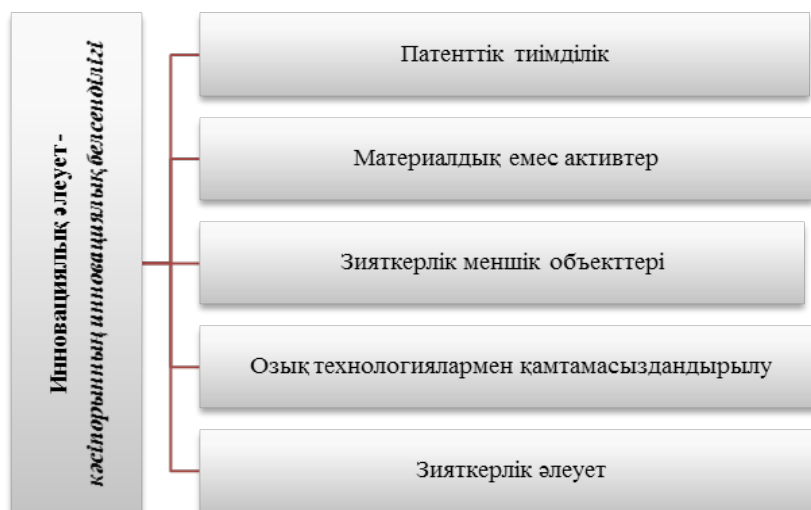 Инновациялық әлеует -
кәсіпорынның инновациялық белсенділігі
Патенттік тиімділік
Материалдық емес активтер
Зияткерлік меншік объекттері
Озық технологиялармен қамтамасыздандырылу
Зияткерлік әлеует